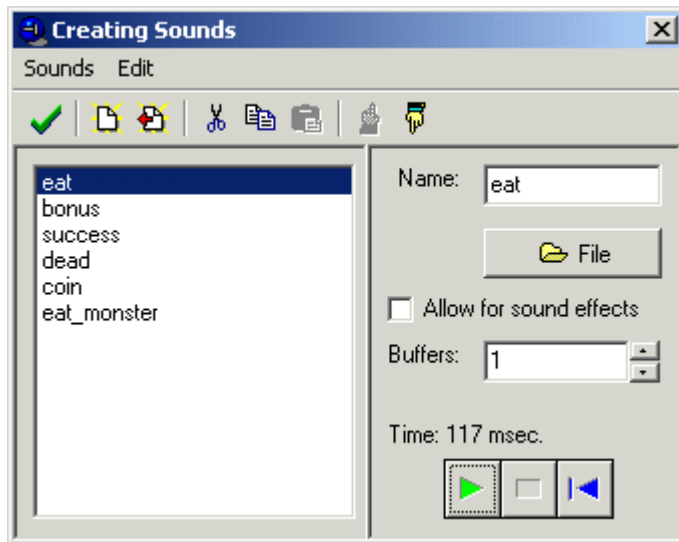 Creating Sounds
Sounds Edit
eat
bonus
success
dead
coin
eat_monster
Name: eat
File
Allow for sound effects
Buffers: 1
Time: 117 msec.